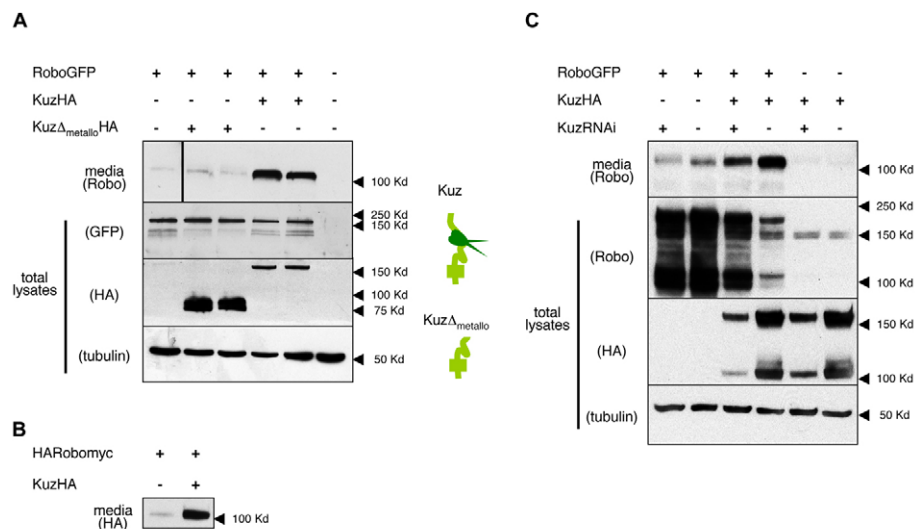 A
RoboGFP + + + + + -
KuzHA - - - + + -
KuzΔmetalloHA - + + - - -
media
(Robo)
◄ 100 Kd
(GFP)
◄ 250 Kd
◄ 150 Kd
total
lysates
(HA)
◄ 150 Kd
◄ 100 Kd
◄ 75 Kd
(tubulin)
◄ 50 Kd
Kuz
KuzΔmetallo
B
HARobomyc + +
KuzHA - +
media
(HA)
◄ 100 Kd
C
RoboGFP + + + + - -
KuzHA - - + + + +
KuzRNAi + - + - + -
media
(Robo)
◄ 100 Kd
(Robo)
◄ 250 Kd
◄ 150 Kd
◄ 100 Kd
total
lysates
(HA)
◄ 150 Kd
◄ 100 Kd
(tubulin)
◄ 50 Kd